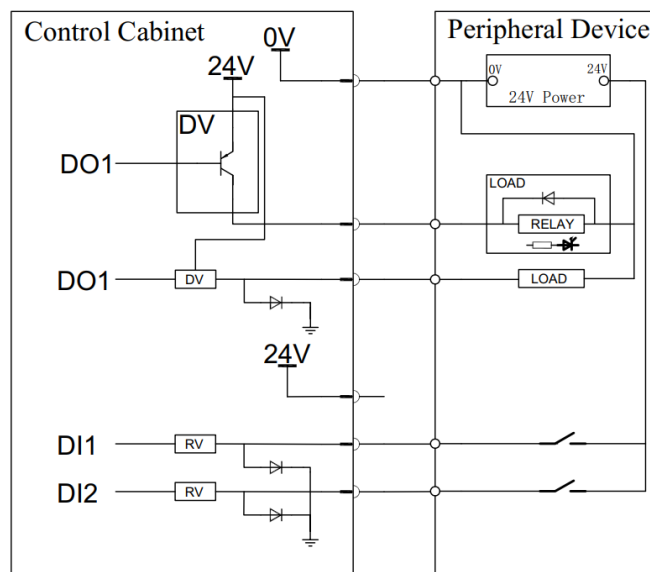 Control Cabinet
0V
24V
DV
DO1
DO1
DV
24V
DI1
RV
DI2
RV
Peripheral Device
0V
24V
24V Power
LOAD
RELAY
LOAD